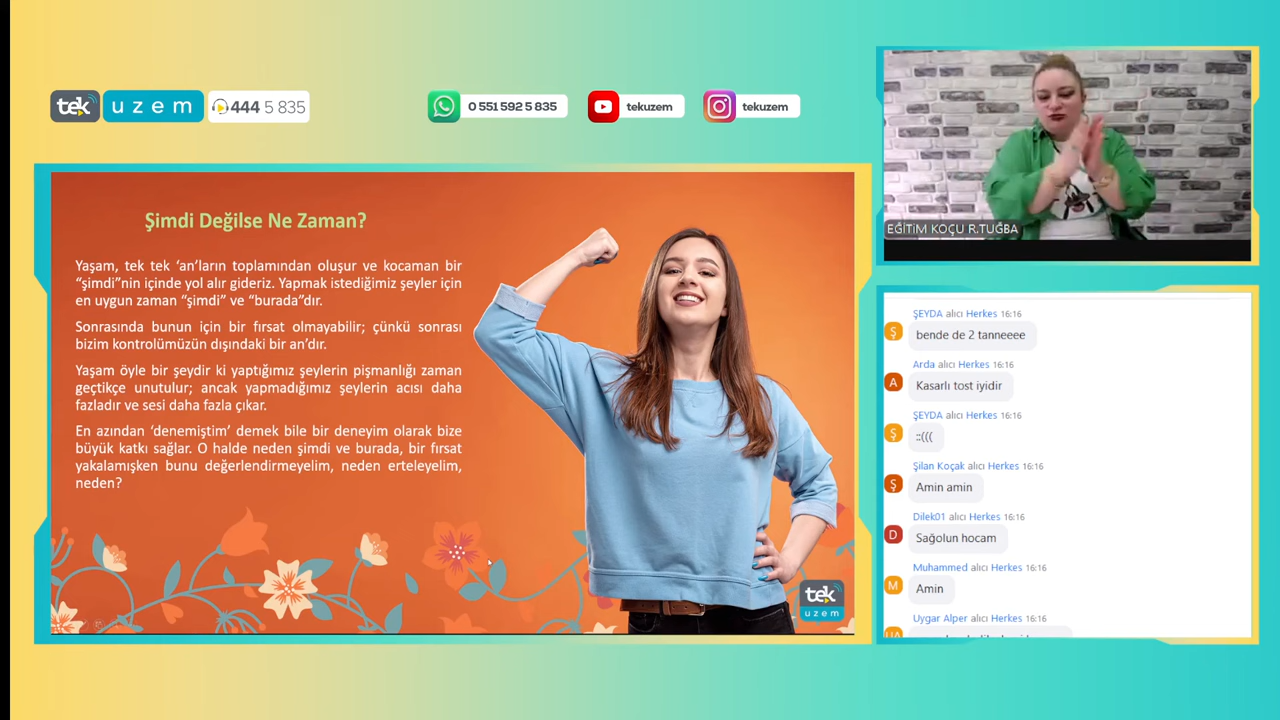 tek
uzem
444 5 835
0 551 592 5 835
tekuzem
tekuzem
Şimdi Değilse Ne Zaman?
Yaşam, tek tek ‘an’ların toplamından oluşur ve kocaman bir
“şimdi”nin içinde yol alır gideriz. Yapmak istediğimiz şeyler için
en uygun zaman “şimdi” ve “burada”dır.
Sonrasında bunun için bir fırsat olmayabilir; çünkü sonrası
bizim kontrolümüzün dışındaki bir an’dır.
Yaşam öyle bir şeydir ki yaptığımız şeylerin pişmanlığı zaman
geçtikçe unutulur; ancak yapmadığımız şeylerin acısı daha
fazladır ve sesi daha fazla çıkar.
En azından ‘denemiştim’ demek bile bir deneyim olarak bize
büyük katkı sağlar. O halde neden şimdi ve burada, bir fırsat
yakalamışken bunu değerlendirmeyelim, neden erteleyelim,
neden?
tek
uzem
EĞİTİM KOÇU R.TUĞBA
ŞEYDA alıcı Herkes 16:16
Ş
bende de 2 tanneeee
Arda alıcı Herkes 16:16
A
Kasarlı tost iyidir
ŞEYDA alıcı Herkes 16:16
Ş
::(((
Şilan Koçak alıcı Herkes 16:16
Ş
Amin amin
Dilek01 alıcı Herkes 16:16
D
Sağolun hocam
Muhammed alıcı Herkes 16:16
M
Amin
Uygar Alper alıcı Herkes 16:16
UA